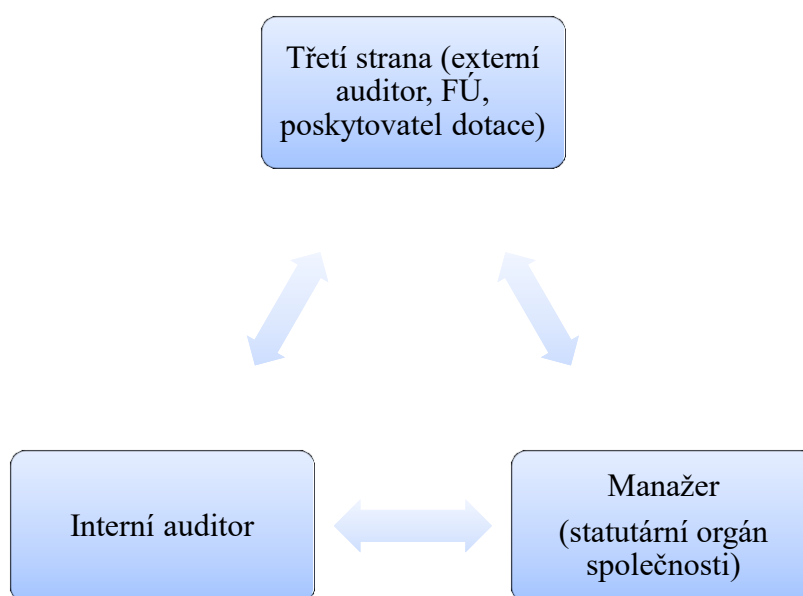 Třetí strana (externí
auditor, FÚ,
poskytovatel dotace)
Interní auditor
Manažer
(statutární orgán
společnosti)